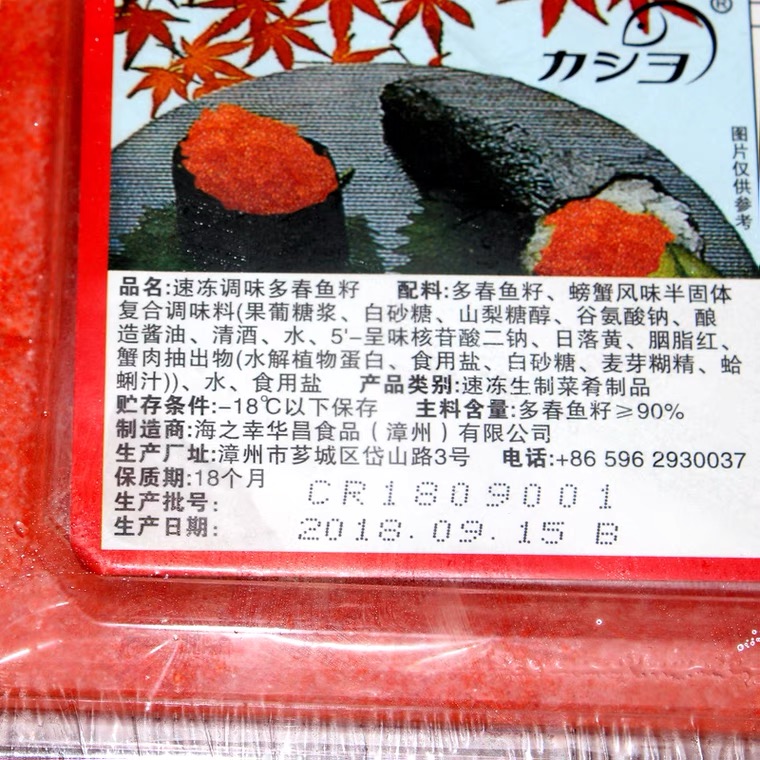 ®
カシヨ
图片仅供参考
品名:速冻调味多春鱼籽 配料:多春鱼籽、螃蟹风味半固体
复合调味料(果葡糖浆、白砂糖、山梨糖醇、谷氨酸钠、酿
造酱油、清酒、水、5'-呈味核苷酸二钠、日落黄、胭脂红、
蟹肉抽出物(水解植物蛋白、食用盐、白砂糖、麦芽糊精、蛤
蜊汁))、水、食用盐 产品类别:速冻生制菜肴制品
贮存条件:-18℃以下保存 主料含量:多春鱼籽≥90%
制造商:海之幸华昌食品(漳州)有限公司
生产厂址:漳州市芗城区岱山路3号 电话:+86 596 2930037
保质期:18个月
生产批号: CR1809001
生产日期: 2018.09.15 B